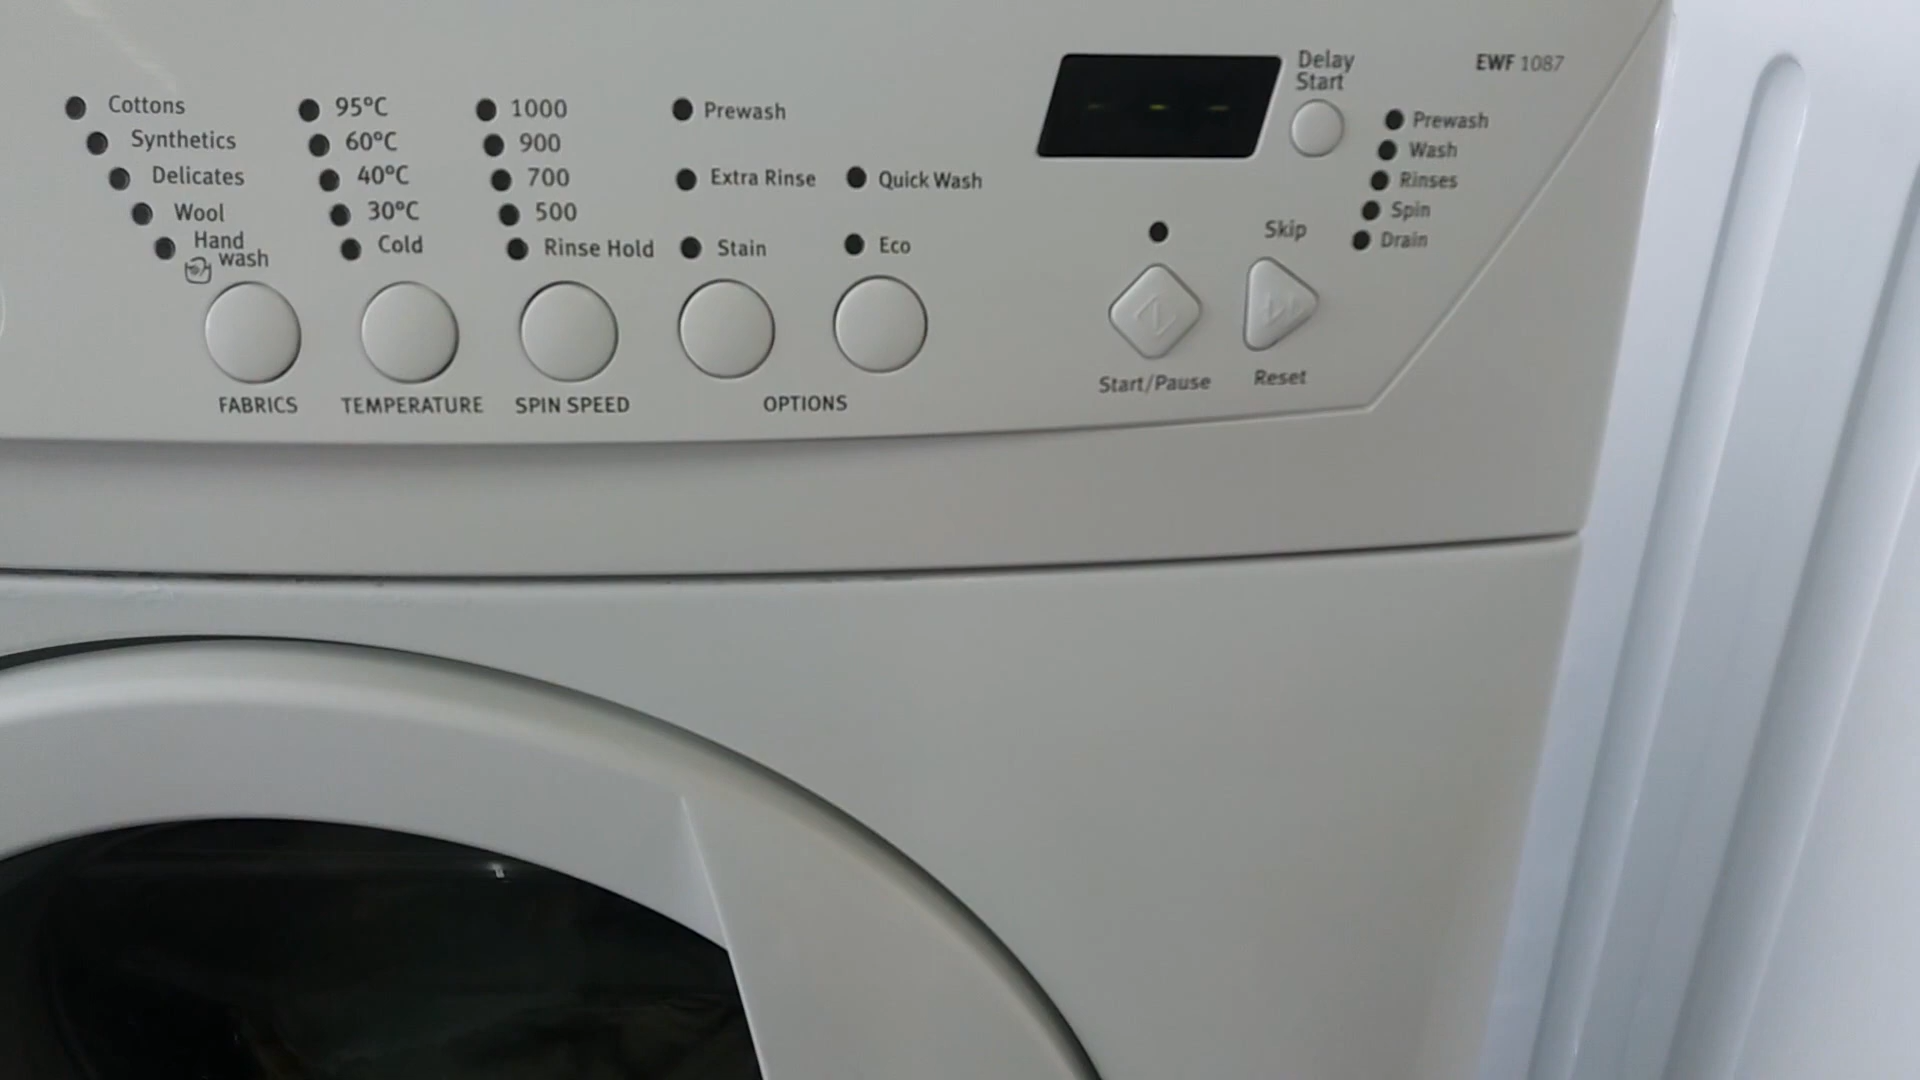 Cottons
Synthetics
Delicates
Wool
Hand
wash
FABRICS
95°C
60°C
40°C
30°C
Cold
TEMPERATURE
1000
900
700
500
Rinse Hold
SPIN SPEED
Prewash
Extra Rinse
Stain
Quick Wash
Eco
OPTIONS
- - -
Delay
Start
EWF 1087
Prewash
Wash
Rinses
Spin
Drain
Skip
Start/Pause
Reset